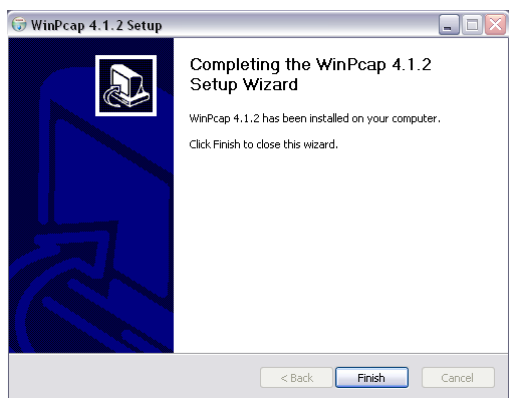 WinPcap 4.1.2 Setup
Completing the WinPcap 4.1.2
Setup Wizard
WinPcap 4.1.2 has been installed on your computer.
Click Finish to close this wizard.
< Back Finish Cancel